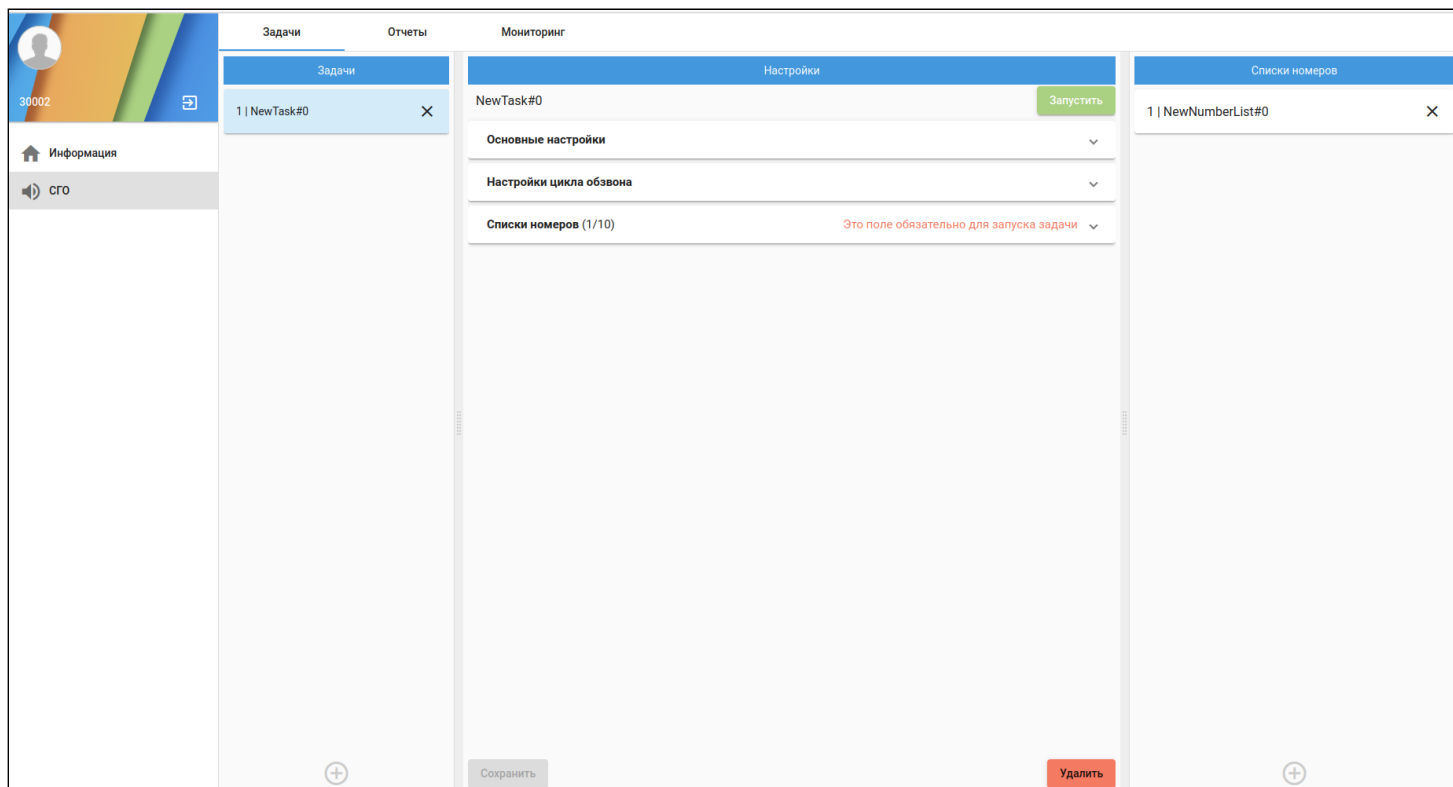 30002
Информация
СГО
Задачи
Отчеты
Мониторинг
Задачи
1 | NewTask#0
Настройки
NewTask#0
Запустить
Основные настройки
Настройки цикла обзвона
Списки номеров (1/10)
Это поле обязательно для запуска задачи
Сохранить
Удалить
Списки номеров
1 | NewNumberList#0